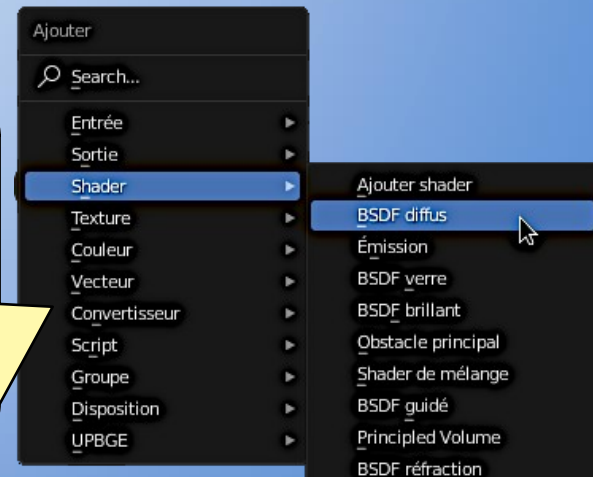 Ajouter
Search...
Entrée
Sortie
Shader
Texture
Couleur
Vecteur
Convertisseur
Script
Groupe
Disposition
UPBGE
Ajouter shader
BSDF diffus
Émission
BSDF verre
BSDF brillant
Obstacle principal
Shader de mélange
BSDF guidé
Principled Volume
BSDF réfraction